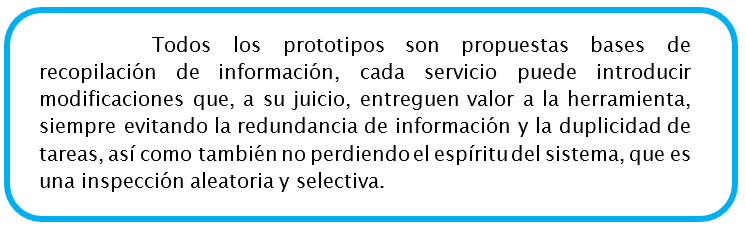 Todos los prototipos son propuestas bases de
recopilación de información, cada servicio puede introducir
modificaciones que, a su juicio, entreguen valor a la herramienta,
siempre evitando la redundancia de información y la duplicidad de
tareas, así como también no perdiendo el espíritu del sistema, que es
una inspección aleatoria y selectiva.